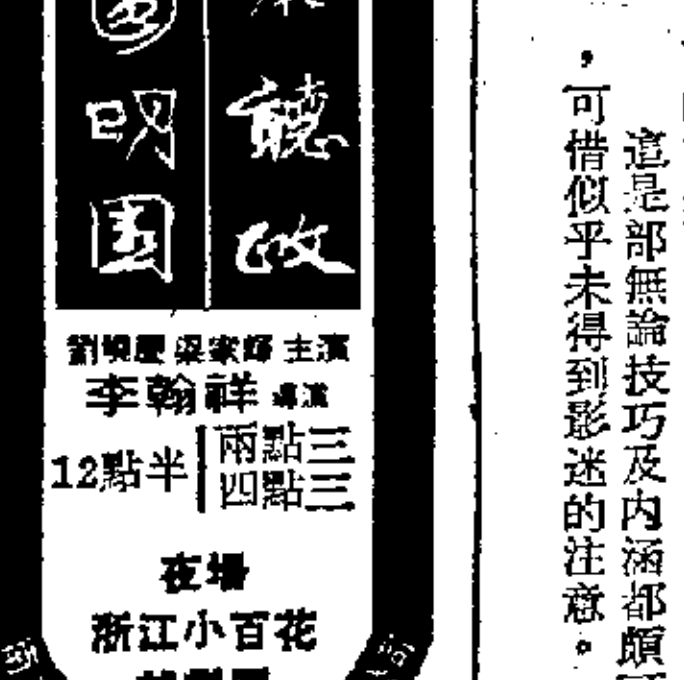 這是部無論技巧及內涵都頗
，可惜似乎未得到影迷的注意。
聽政
圓明園
劉曉慶 梁家輝 主演
李翰祥 導演
12點半
兩點三
四點三
夜場
浙江小百花